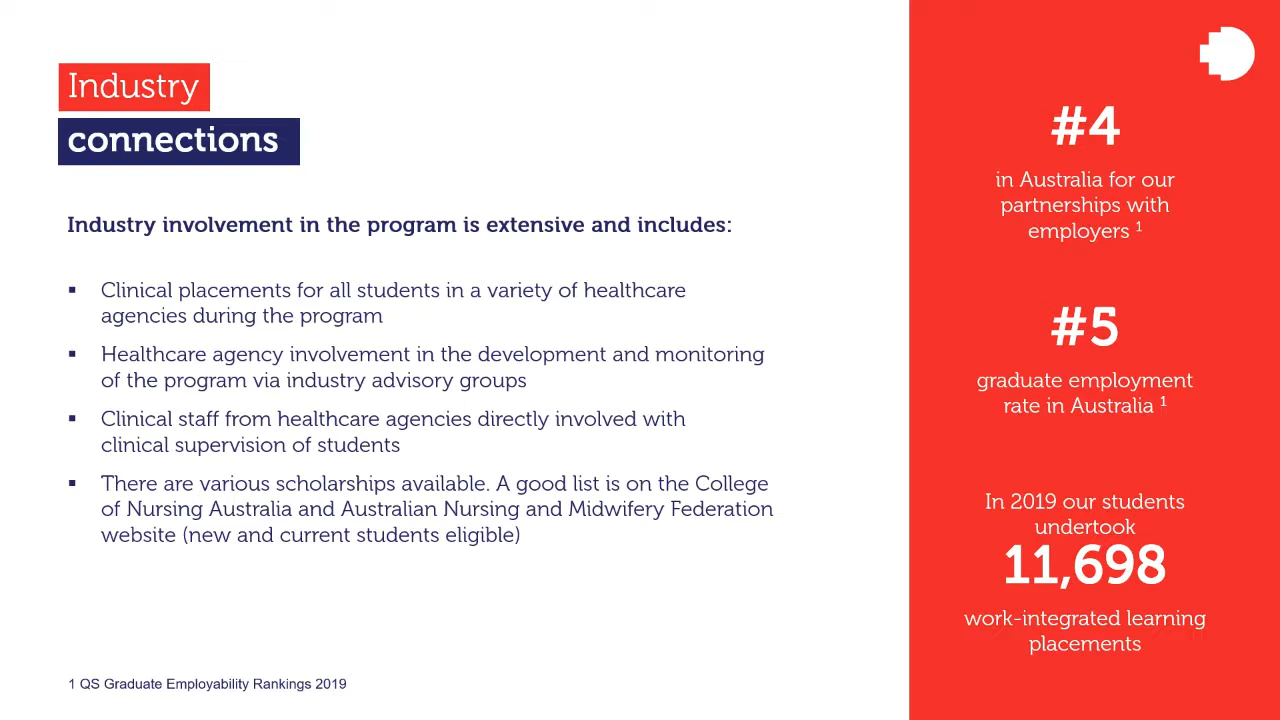 Industry
connections
Industry involvement in the program is extensive and includes:
▪ Clinical placements for all students in a variety of healthcare
agencies during the program
▪ Healthcare agency involvement in the development and monitoring
of the program via industry advisory groups
▪ Clinical staff from healthcare agencies directly involved with
clinical supervision of students
▪ There are various scholarships available. A good list is on the College
of Nursing Australia and Australian Nursing and Midwifery Federation
website (new and current students eligible)
1 QS Graduate Employability Rankings 2019
#4
in Australia for our
partnerships with
employers ¹
#5
graduate employment
rate in Australia ¹
In 2019 our students
undertook
11,698
work-integrated learning
placements